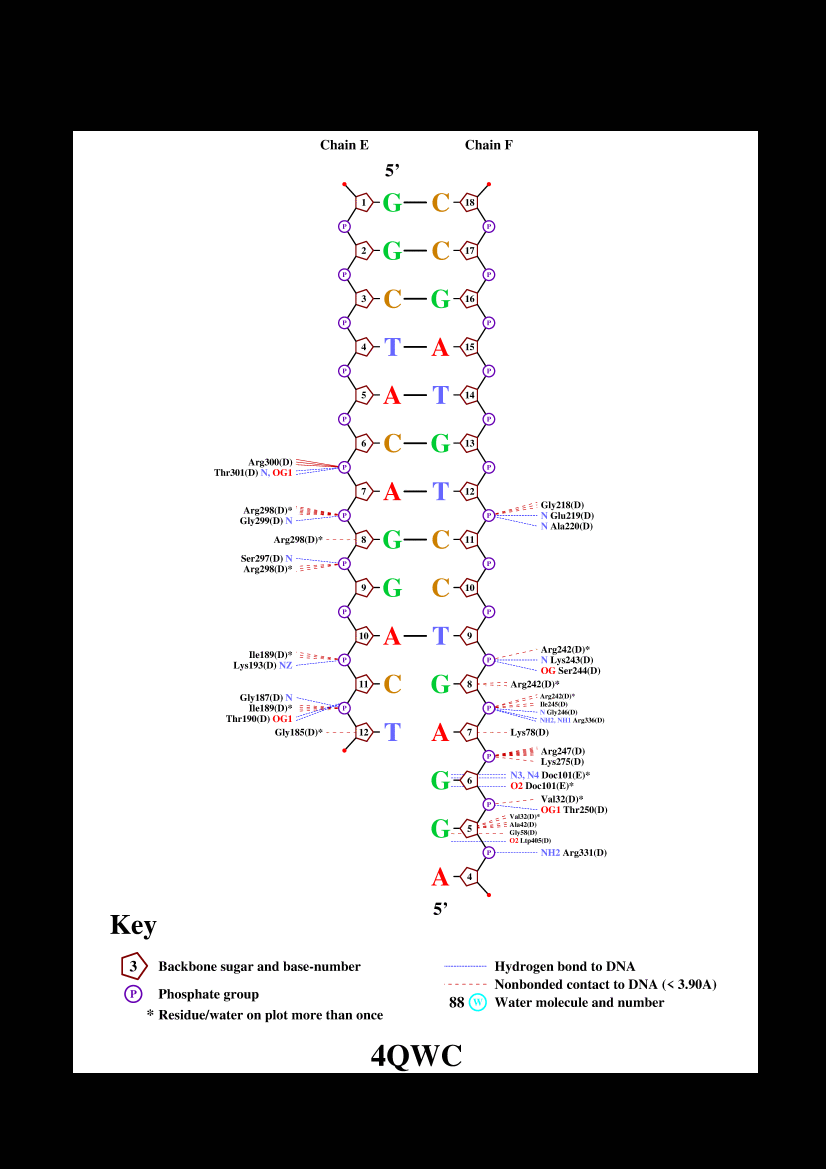 Chain E Chain F
5’
1 G C 18
P P
2 G C 17
P P
3 C G 16
P P
4 T A 15
P P
5 A T 14
P P
6 C G 13
Arg300(D)
P P
Thr301(D) N, OG1
7 A T 12
Gly218(D)
Arg298(D)*
P P N Glu219(D)
Gly299(D) N
N Ala220(D)
Arg298(D)* 8 G C 11
Ser297(D) N
P P
Arg298(D)*
9 G C 10
P P
10 A T 9
Arg242(D)*
Ile189(D)*
P P N Lys243(D)
Lys193(D) NZ
OG Ser244(D)
11 C G 8 Arg242(D)*
Arg242(D)*
Gly187(D) N
Ile245(D)
Ile189(D)* P P
N Gly246(D)
Thr190(D) OG1
NH2, NH1 Arg336(D)
Gly185(D)* 12 T A 7 Lys78(D)
Arg247(D)
P
Lys275(D)
N3, N4 Doc101(E)*
G 6
O2 Doc101(E)*
Val32(D)*
P
OG1 Thr250(D)
Val32(D)*
Ala42(D)
G 5
Gly58(D)
O2 Ltp405(D)
P NH2 Arg331(D)
A 4
5’
Key
3 Backbone sugar and base-number
P Phosphate group
* Residue/water on plot more than once
Hydrogen bond to DNA
Nonbonded contact to DNA (< 3.90A)
88 W Water molecule and number
4QWC